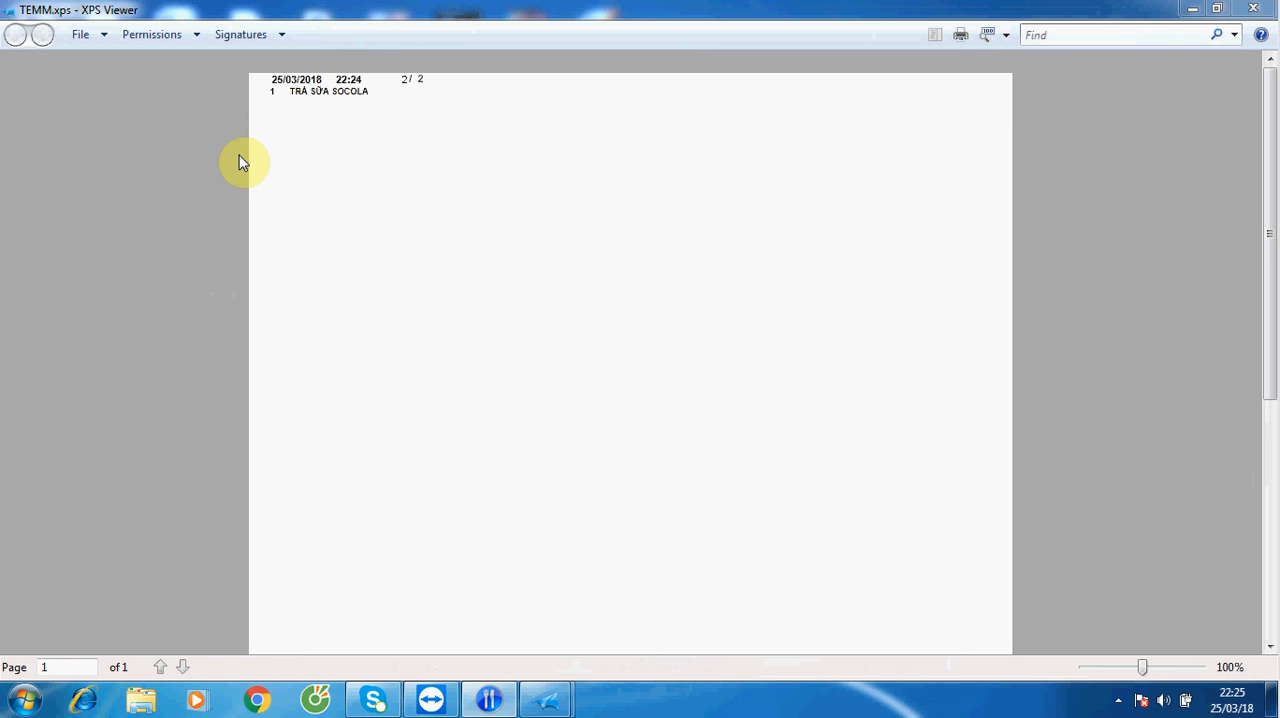 TEMM.xps - XPS Viewer
File Permissions Signatures 100 Find
25/03/2018 22:24 2/ 2
1 TRÀ SỮA SOCOLA
Page 1 of 1 100%
22:25
25/03/18